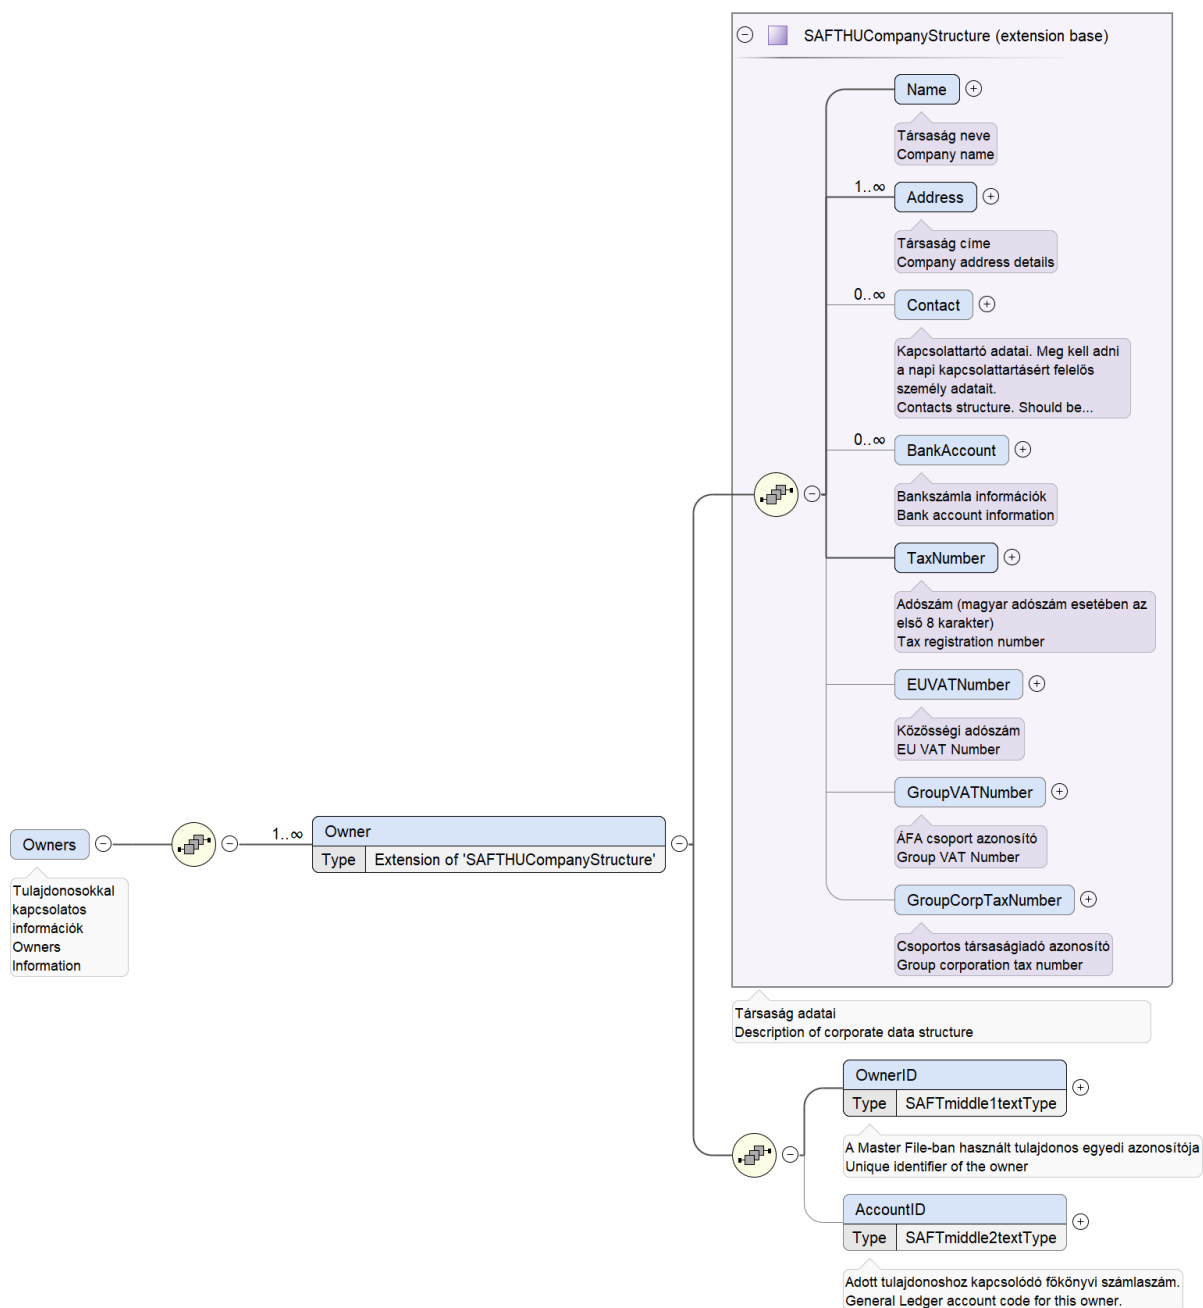 SAFTHUCompanyStructure (extension base)
Name
Társaság neve
Company name
1..∞
Address
Társaság címe
Company address details
0..∞
Contact
Kapcsolattartó adatai. Meg kell adni
a napi kapcsolattartásért felelős
személy adatait.
Contacts structure. Should be...
0..∞
BankAccount
Bankszámla információk
Bank account information
TaxNumber
Adószám (magyar adószám esetében az
első 8 karakter)
Tax registration number
EUVATNumber
Közösségi adószám
EU VAT Number
GroupVATNumber
ÁFA csoport azonosító
Group VAT Number
GroupCorpTaxNumber
Csoportos társaságiadó azonosító
Group corporation tax number
Társaság adatai
Description of corporate data structure
Owners
Tulajdonosokkal
kapcsolatos
információk
Owners
Information
1..∞
Owner
Type Extension of 'SAFTHUCompanyStructure'
OwnerID
Type SAFTmiddle1textType
A Master File-ban használt tulajdonos egyedi azonosítója
Unique identifier of the owner
AccountID
Type SAFTmiddle2textType
Adott tulajdonoshoz kapcsolódó főkönyvi számlaszám.
General Ledger account code for this owner.